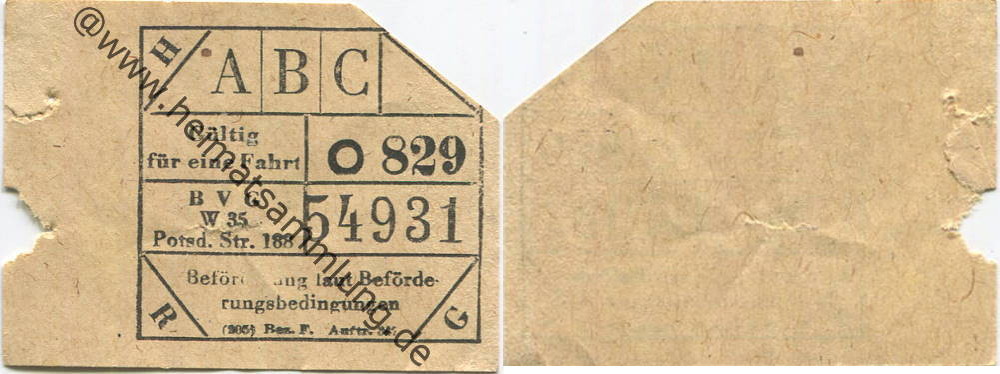 @www.heimatsammlung.de
H A B C
Gültig
für eine Fahrt
O 829
B V G
W 35
Potsd. Str. 188
54931
Beförderung laut Beförde-
rungsbedingungen
R G
Bez. F. Auftr.